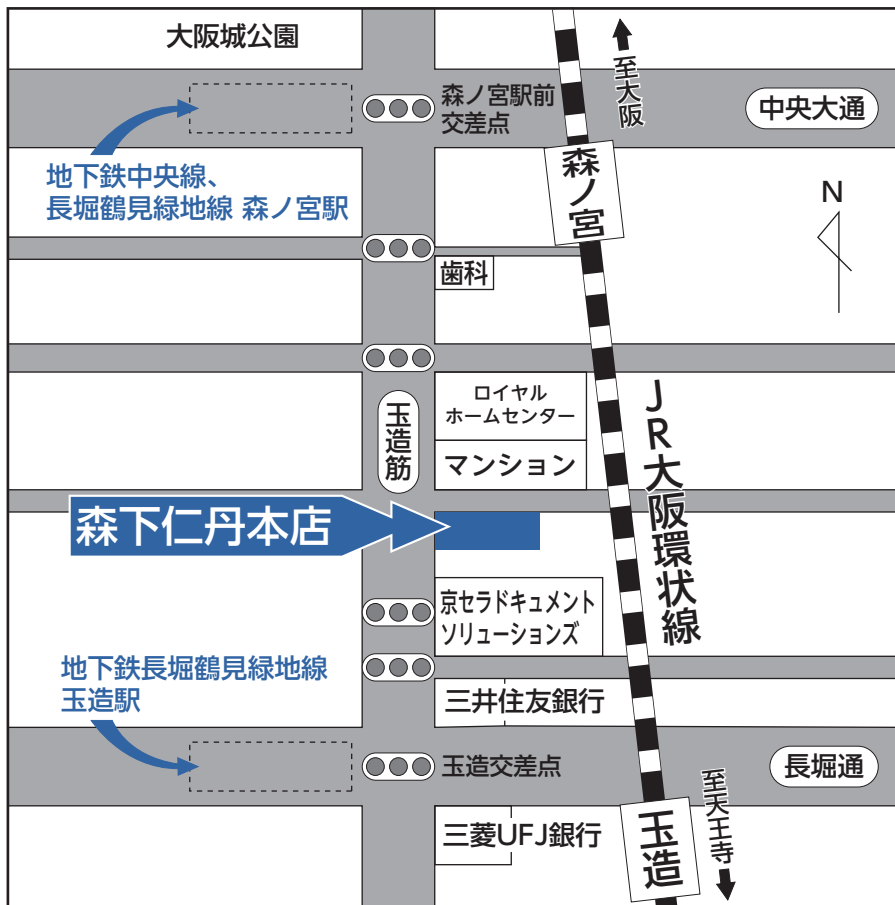 大阪城公園
至大阪
森ノ宮駅前
交差点
中央大通
地下鉄中央線、
長堀鶴見緑地線 森ノ宮駅
森ノ宮
N
歯科
ロイヤル
ホームセンター
玉造筋
マンション
JR大阪環状線
森下仁丹本店
京セラドキュメント
ソリューションズ
地下鉄長堀鶴見緑地線
玉造駅
三井住友銀行
玉造交差点
長堀通
至天王寺
三菱UFJ銀行
玉造